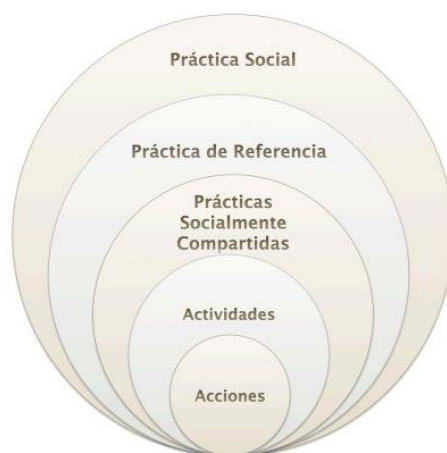 Práctica Social
Práctica de Referencia
Prácticas
Socialmente
Compartidas
Actividades
Acciones